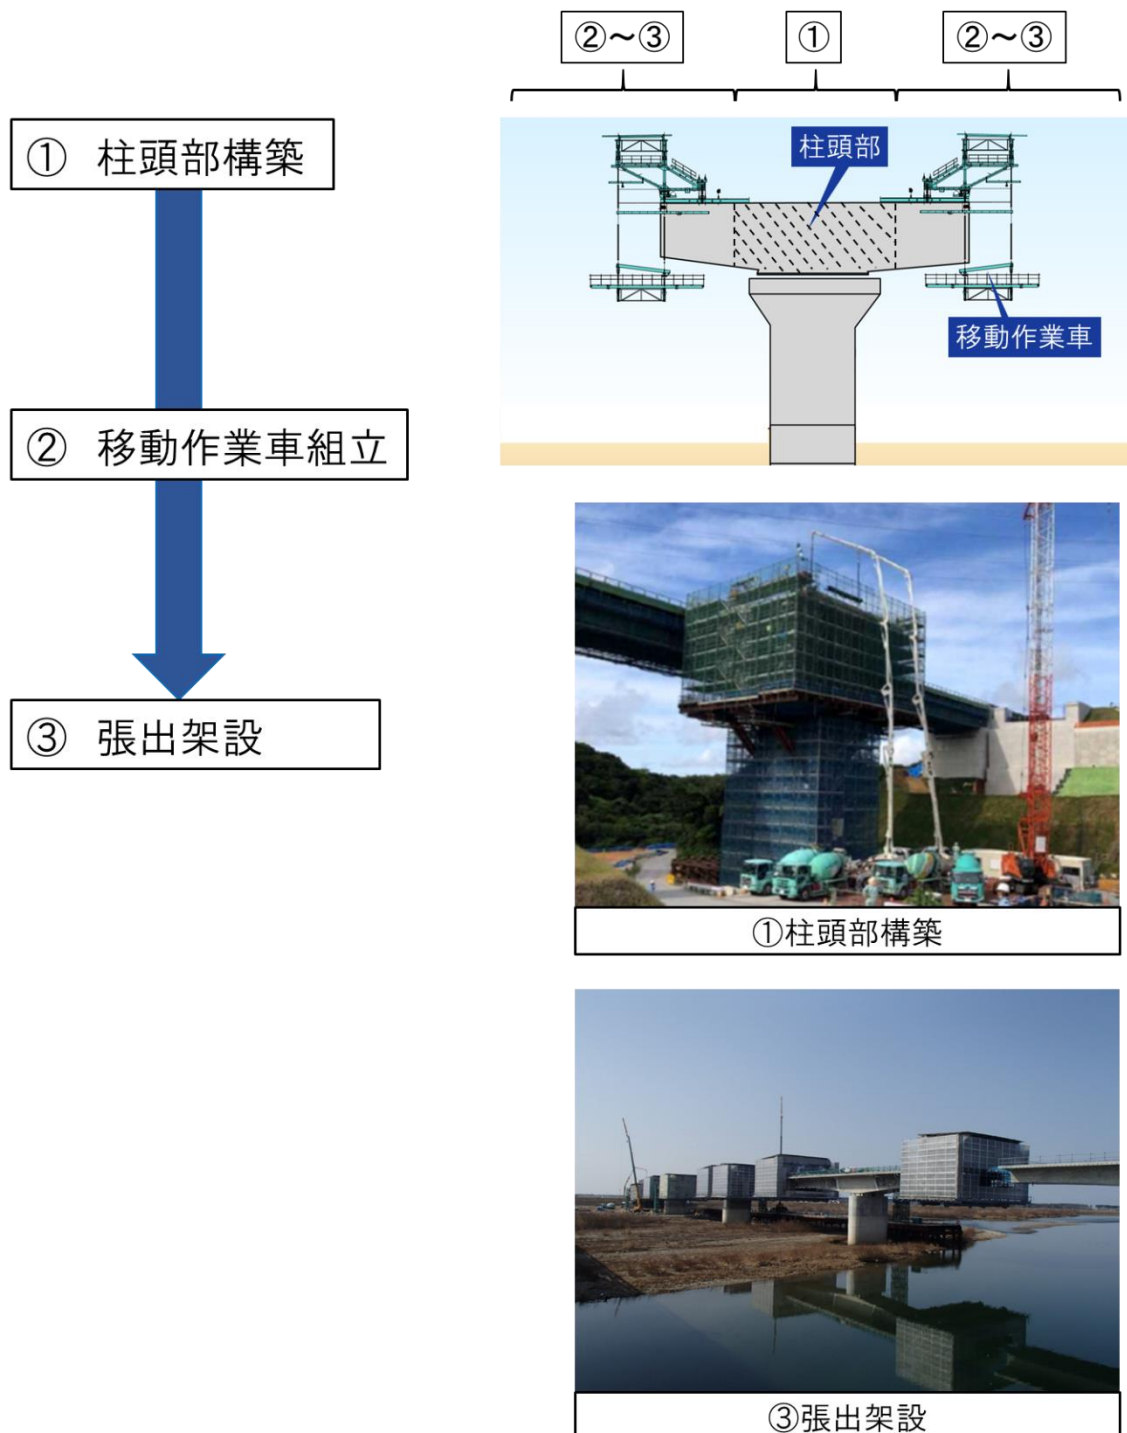 ②～③
①
②～③
① 柱頭部構築
柱頭部
移動作業車
② 移動作業車組立
③ 張出架設
①柱頭部構築
③張出架設